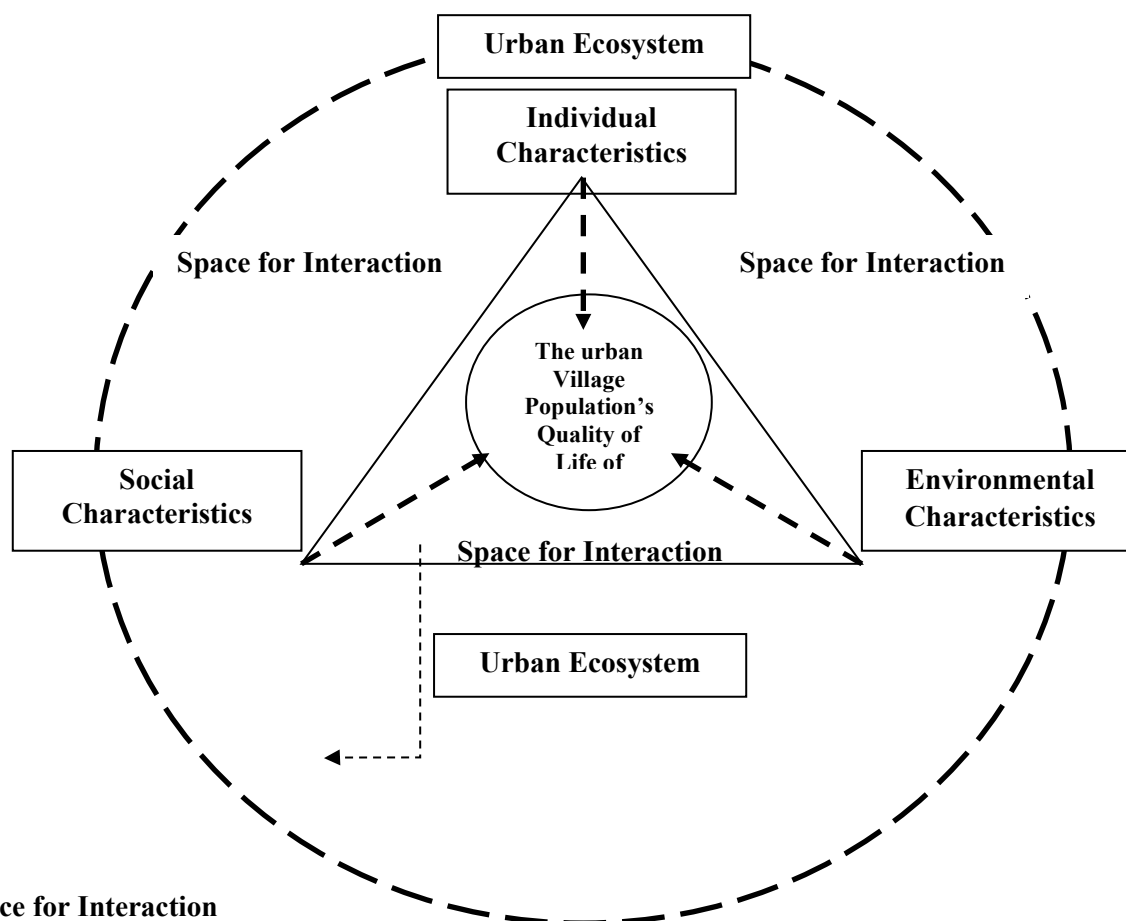 Urban Ecosystem
Individual
Characteristics
Space for Interaction
Space for Interaction
The urban
Village
Population’s
Quality of
Life of
Social
Characteristics
Environmental
Characteristics
Space for Interaction
Urban Ecosystem
ce for Interaction